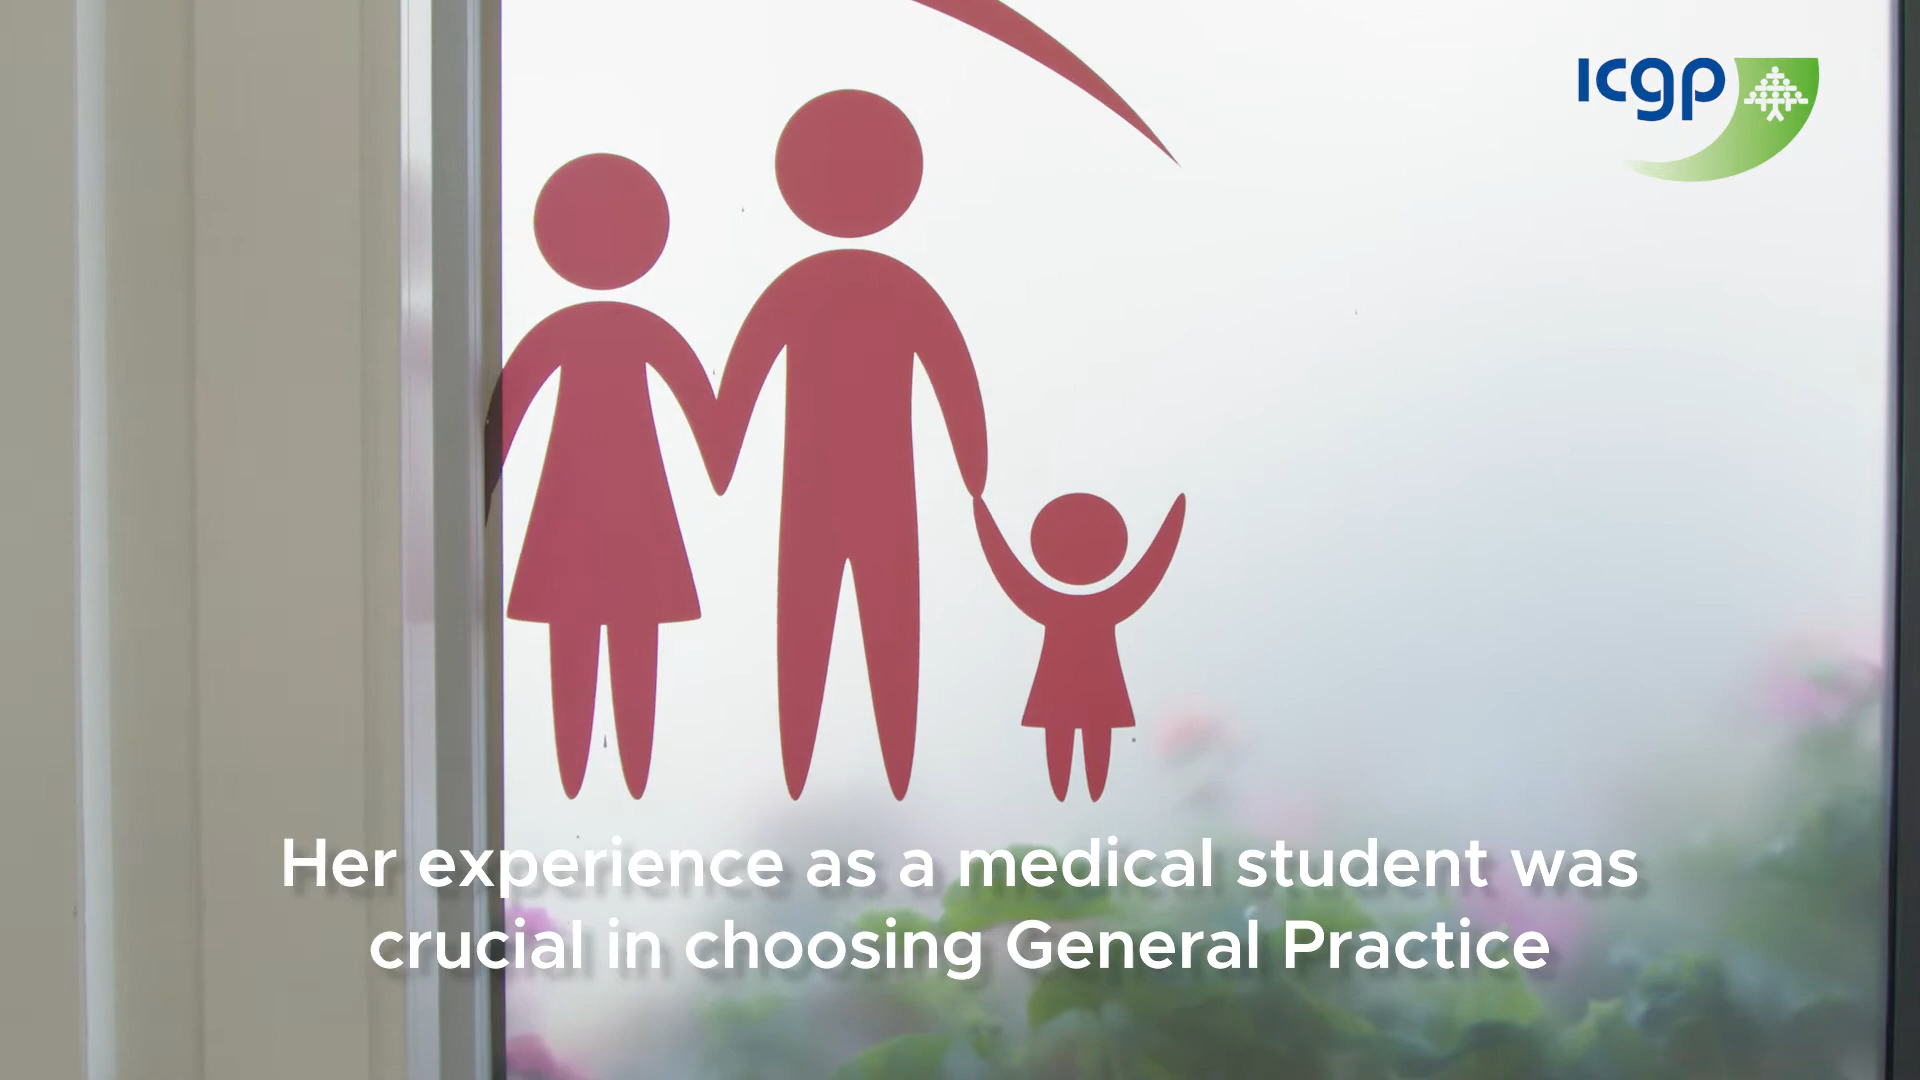 icgp
Her experience as a medical student was
crucial in choosing General Practice